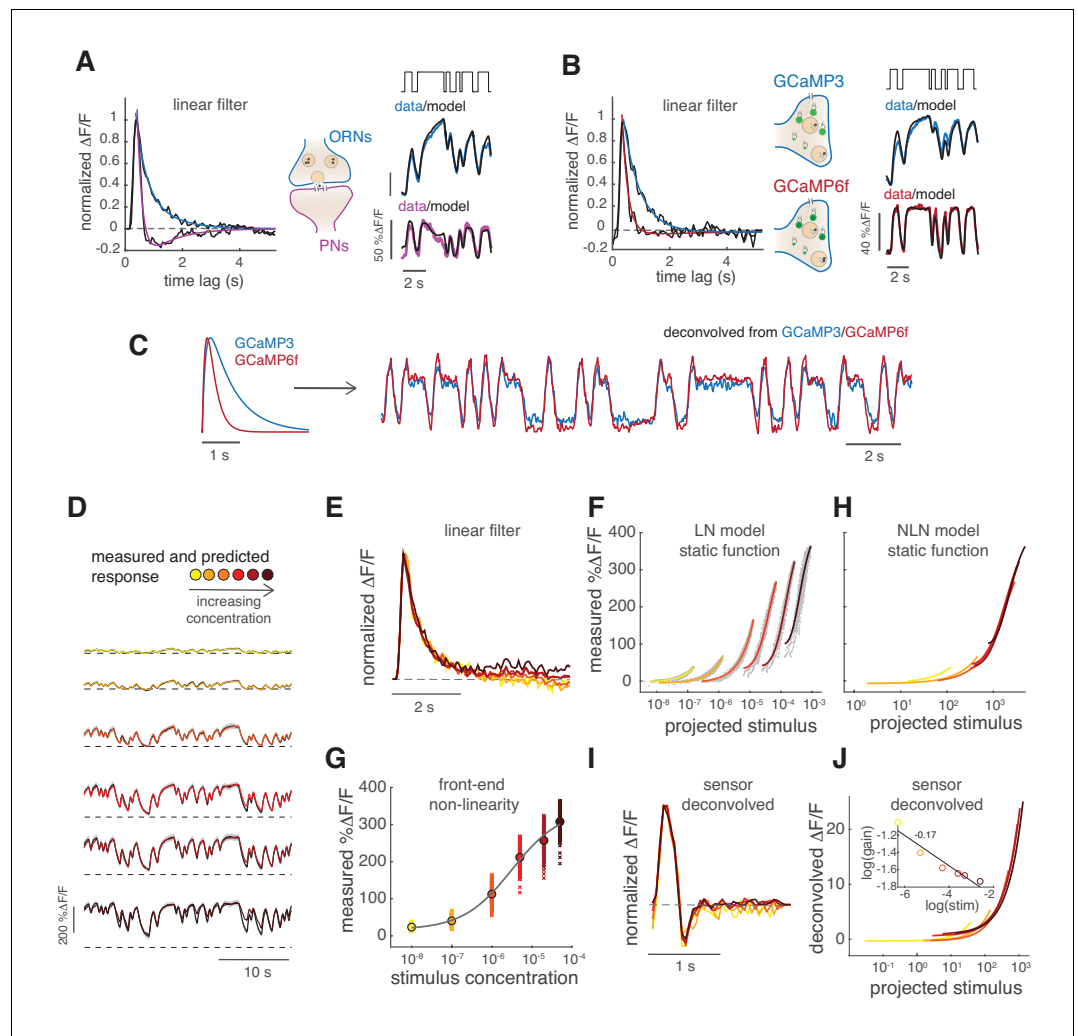 A
linear filter
normalized ΔF/F
1
0.8
0.6
0.4
0.2
0
-0.2
0
2
4
time lag (s)
ORNs
PNs
data/model
data/model
50 %ΔF/F
2 s
B
linear filter
normalized ΔF/F
1
0.8
0.6
0.4
0.2
0
-0.2
0
2
4
time lag (s)
GCaMP3
GCaMP6f
data/model
data/model
40 %ΔF/F
2 s
C
GCaMP3
GCaMP6f
1 s
deconvolved from GCaMP3/GCaMP6f
2 s
D
measured and predicted
response
increasing
concentration
200 %ΔF/F
10 s
E
linear filter
normalized ΔF/F
2 s
F
LN model
static function
measured %ΔF/F
400
300
200
100
0
10⁻⁸ 10⁻⁷ 10⁻⁶ 10⁻⁵ 10⁻⁴ 10⁻³
projected stimulus
H
NLN model
static function
10⁰
10¹
10²
10³
projected stimulus
G
front-end
non-linearity
measured %ΔF/F
400
300
200
100
0
10⁻⁸
10⁻⁷
10⁻⁶
10⁻⁵
10⁻⁴
stimulus concentration
I
sensor
deconvolved
normalized ΔF/F
1 s
J
sensor
deconvolved
deconvolved ΔF/F
20
10
0
log(gain)
-1.2
-1.4
-1.6
-1.8
-0.17
-6
-4
-2
log(stim)
10⁻¹ 10⁰ 10¹ 10² 10³
projected stimulus